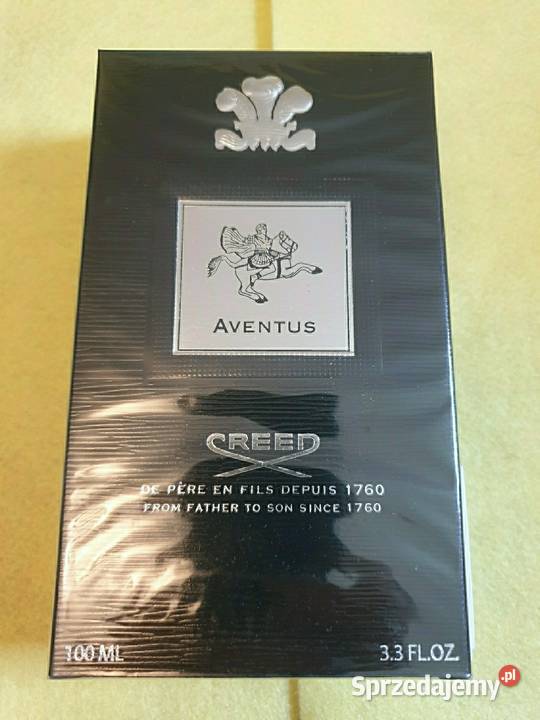 AVENTUS
CREED
DE PÈRE EN FILS DEPUIS 1760
FROM FATHER TO SON SINCE 1760
100 ML 3.3 FL.OZ.
Sprzedajemy.pl